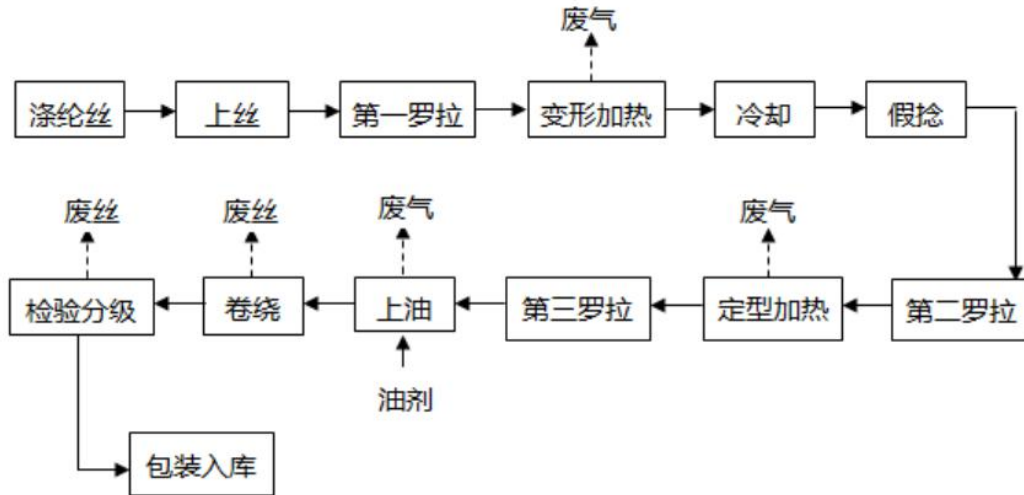 废气
涤纶丝 上丝 第一罗拉 变形加热 冷却 假捻
废丝 废丝 废气 废气
检验分级 卷绕 上油 第三罗拉 定型加热 第二罗拉
油剂
包装入库